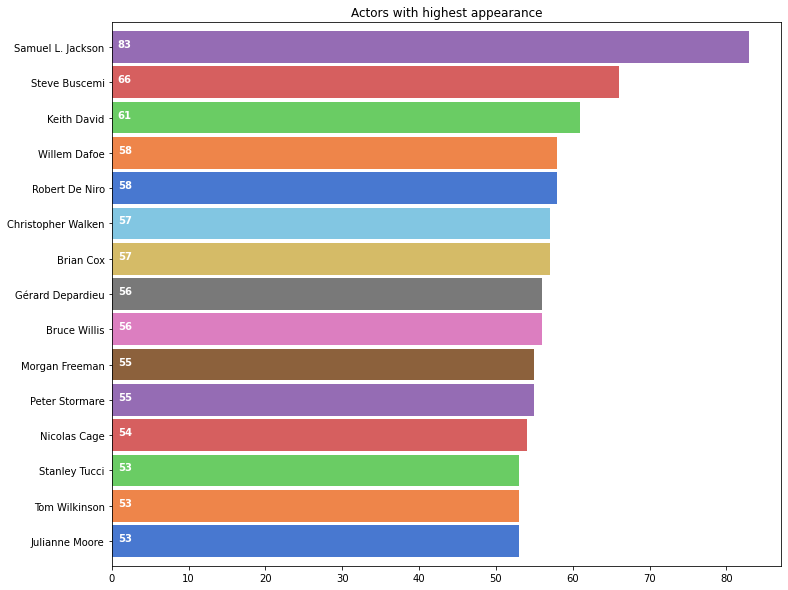 Actors with highest appearance
Samuel L. Jackson 83
Steve Buscemi 66
Keith David 61
Willem Dafoe 58
Robert De Niro 58
Christopher Walken 57
Brian Cox 57
Gérard Depardieu 56
Bruce Willis 56
Morgan Freeman 55
Peter Stormare 55
Nicolas Cage 54
Stanley Tucci 53
Tom Wilkinson 53
Julianne Moore 53
0 10 20 30 40 50 60 70 80